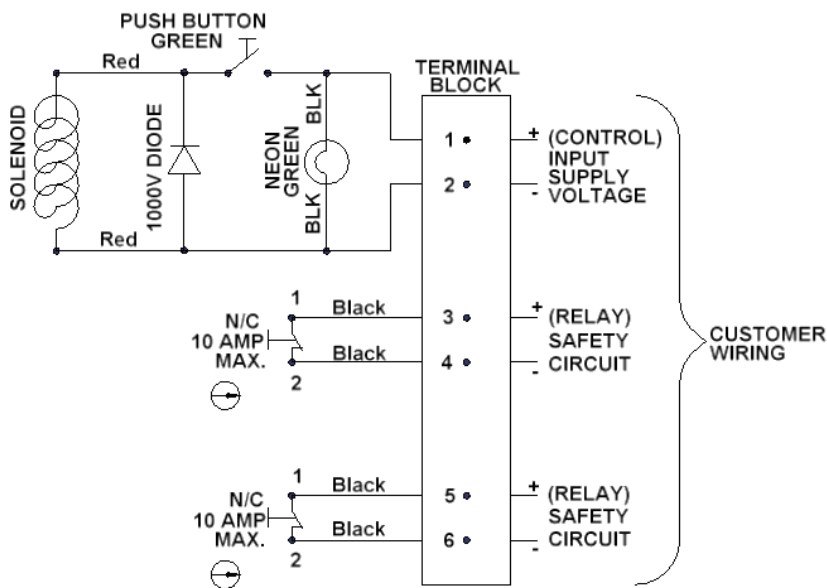 PUSH BUTTON
GREEN
Red
SOLENOID
1000V DIODE
NEON
GREEN
BLK
BLK
Red
TERMINAL
BLOCK
1
2
+
(CONTROL)
INPUT
SUPPLY
- VOLTAGE
1
N/C
10 AMP
MAX.
2
Black
Black
3
4
+
(RELAY)
SAFETY
- CIRCUIT
CUSTOMER
WIRING
1
N/C
10 AMP
MAX.
2
Black
Black
5
6
+
(RELAY)
SAFETY
- CIRCUIT